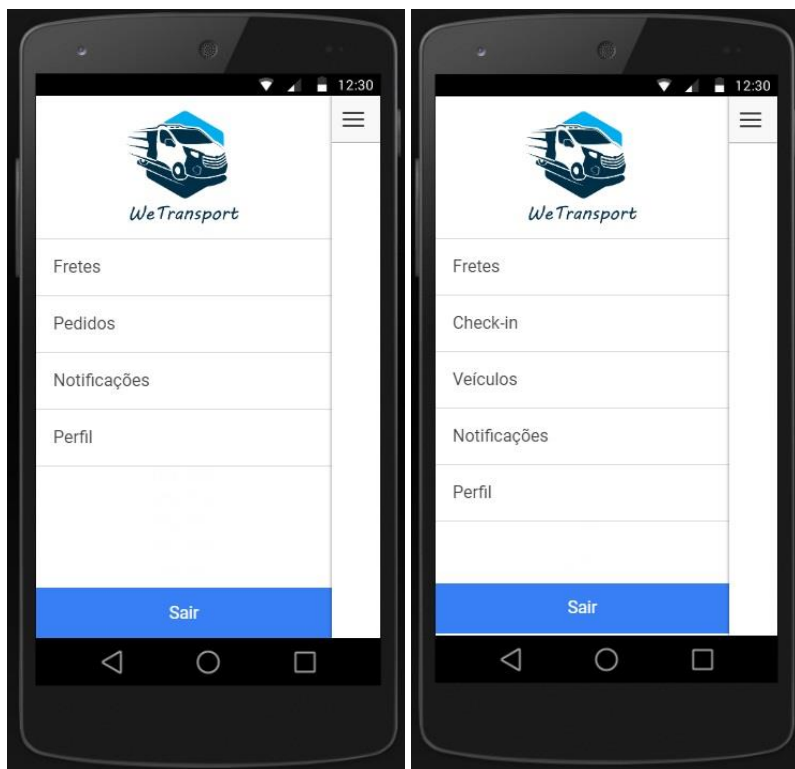 12:30
WeTransport
Fretes
Pedidos
Notificações
Perfil
Sair
12:30
WeTransport
Fretes
Check-in
Veículos
Notificações
Perfil
Sair